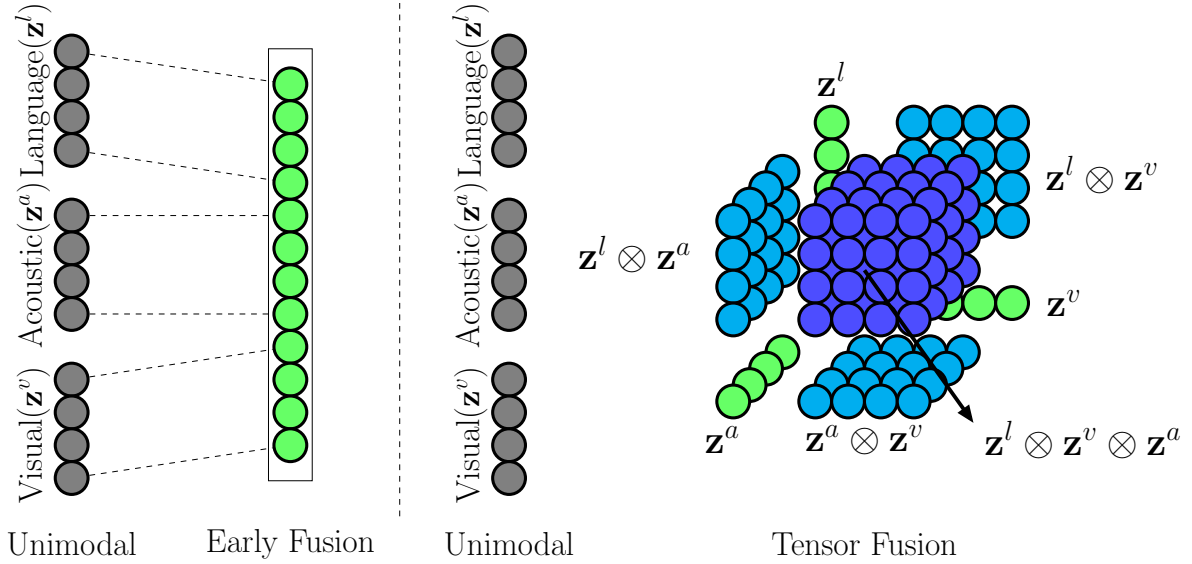 Language(z^l)
Acoustic(z^a)
Visual(z^v)
Unimodal
Early Fusion
Language(z^l)
Acoustic(z^a)
Visual(z^v)
Unimodal
z^l
z^l ⊗ z^v
z^l ⊗ z^a
z^v
z^a
z^a ⊗ z^v
z^l ⊗ z^v ⊗ z^a
Tensor Fusion